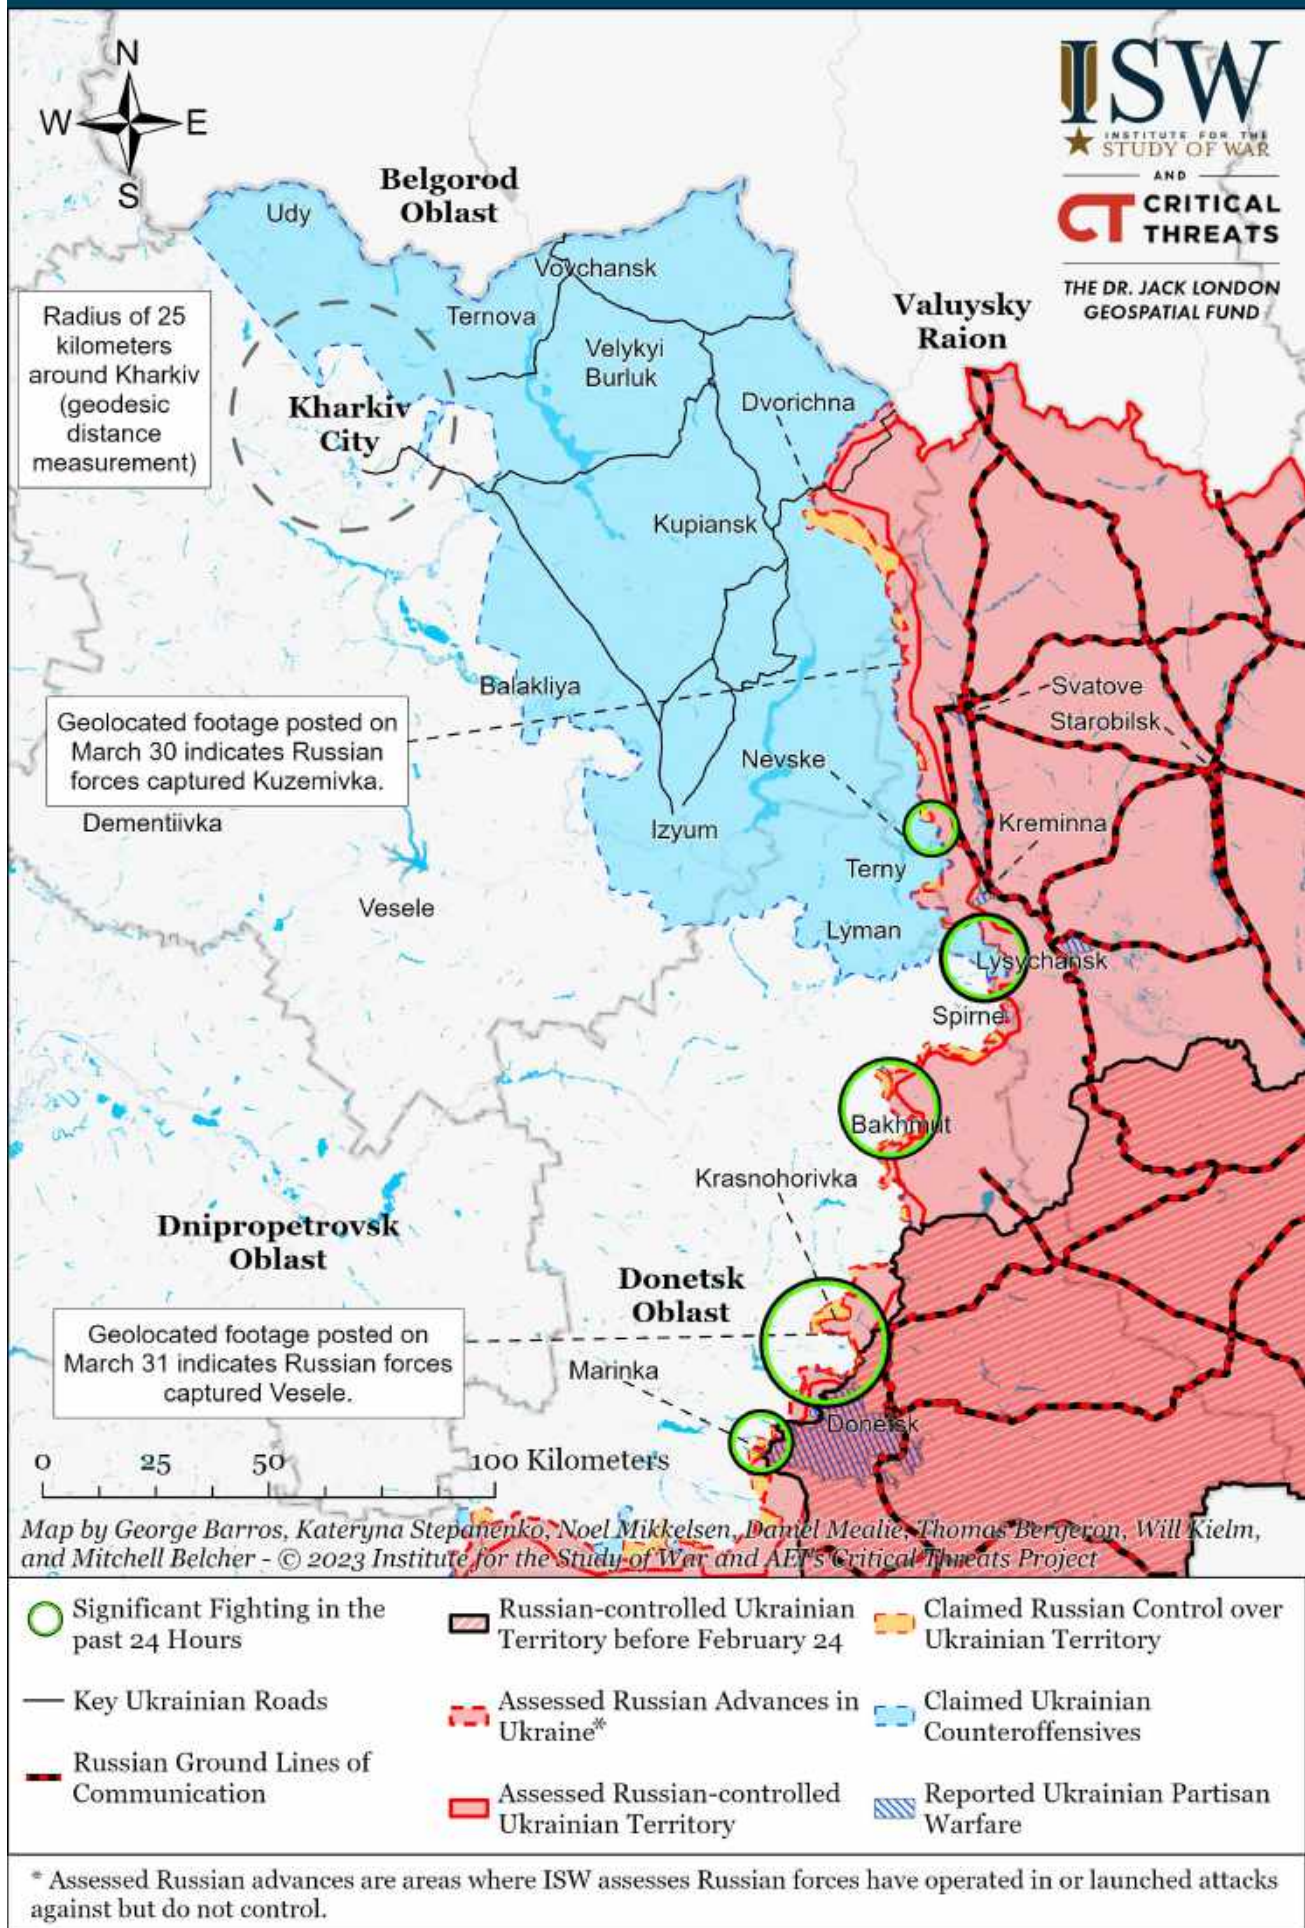 N
W
E
S
ISW
INSTITUTE FOR THE
STUDY OF WAR
AND
CT CRITICAL
THREATS
THE DR. JACK LONDON
GEOSPATIAL FUND
Belgorod
Oblast
Udy
Vovchansk
Ternova
Valuysky
Raion
Radius of 25
kilometers
around Kharkiv
(geodesic
distance
measurement)
Velykyi
Burluk
Kharkiv
City
Dvorichna
Kupiansk
Balakliya
Svatove
Starobilsk
Geolocated footage posted on
March 30 indicates Russian
forces captured Kuzemivka.
Nevske
Dementiivka
Izyum
Kreminna
Terny
Vesele
Lyman
Lysychansk
Spirne
Bakhmut
Krasnohorivka
Dnipropetrovsk
Oblast
Donetsk
Oblast
Geolocated footage posted on
March 31 indicates Russian forces
captured Vesele.
Marinka
Donetsk
0 25 50 100 Kilometers
Map by George Barros, Kateryna Stepanenko, Noel Mikkelsen, Daniel Mealie, Thomas Bergeron, Will Kielm,
and Mitchell Belcher - © 2023 Institute for the Study of War and AEI's Critical Threats Project
Significant Fighting in the
past 24 Hours
Key Ukrainian Roads
Russian Ground Lines of
Communication
Russian-controlled Ukrainian
Territory before February 24
Assessed Russian Advances in
Ukraine*
Assessed Russian-controlled
Ukrainian Territory
Claimed Russian Control over
Ukrainian Territory
Claimed Ukrainian
Counteroffensives
Reported Ukrainian Partisan
Warfare
* Assessed Russian advances are areas where ISW assesses Russian forces have operated in or launched attacks
against but do not control.